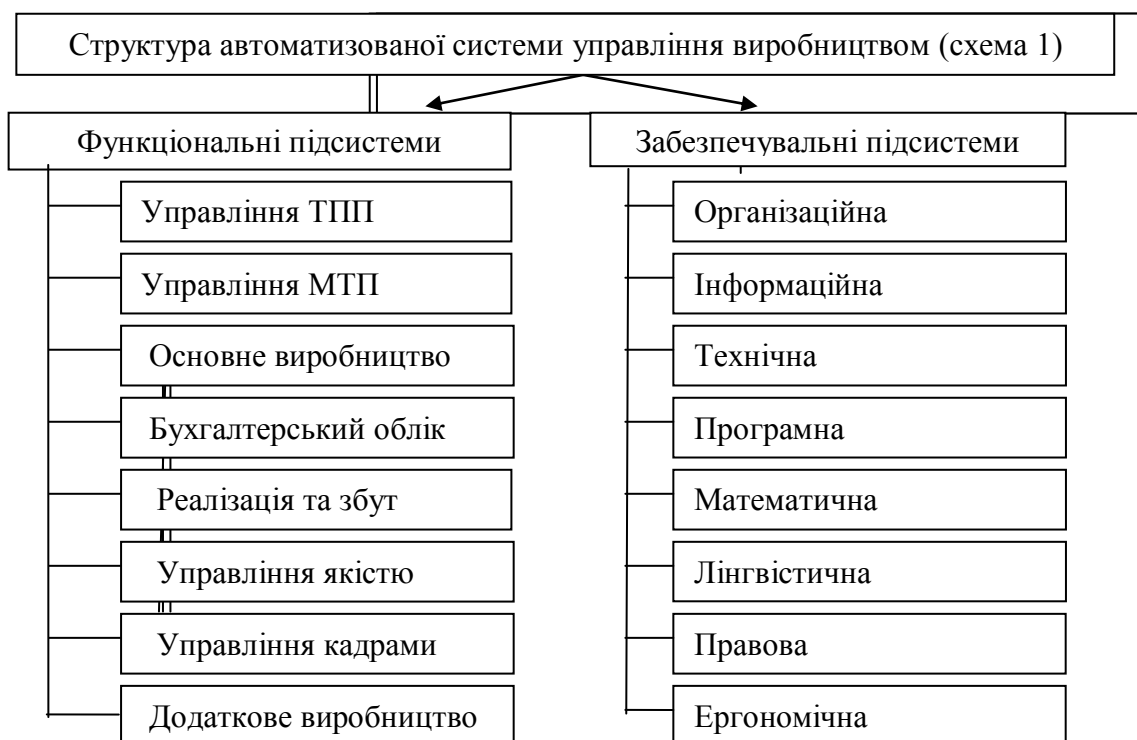 Структура автоматизованої системи управління виробництвом (схема 1)
Функціональні підсистеми
Управління ТПП
Управління МТП
Основне виробництво
Бухгалтерський облік
Реалізація та збут
Управління якістю
Управління кадрами
Додаткове виробництво
Забезпечувальні підсистеми
Організаційна
Інформаційна
Технічна
Програмна
Математична
Лінгвістична
Правова
Ергономічна